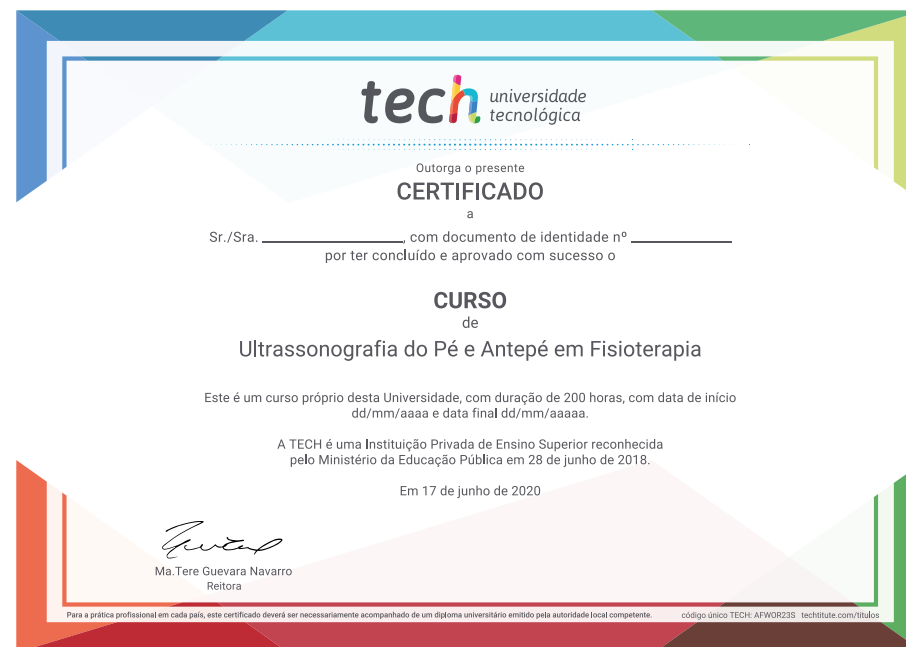 tech universidade
tecnológica
Outorga o presente
CERTIFICADO
a
Sr./Sra. ____________________, com documento de identidade nº ______________
por ter concluído e aprovado com sucesso o
CURSO
de
Ultrassonografia do Pé e Antepé em Fisioterapia
Este é um curso próprio desta Universidade, com duração de 200 horas, com data de início
dd/mm/aaaa e data final dd/mm/aaaaa.
A TECH é uma Instituição Privada de Ensino Superior reconhecida
pelo Ministério da Educação Pública em 28 de junho de 2018.
Em 17 de junho de 2020
Ma.Tere Guevara Navarro
Reitora
Para a prática profissional em cada país, este certificado deverá ser necessariamente acompanhado de um diploma universitário emitido pela autoridade local competente. código único TECH: AFWOR23S techtitute.com/titulos